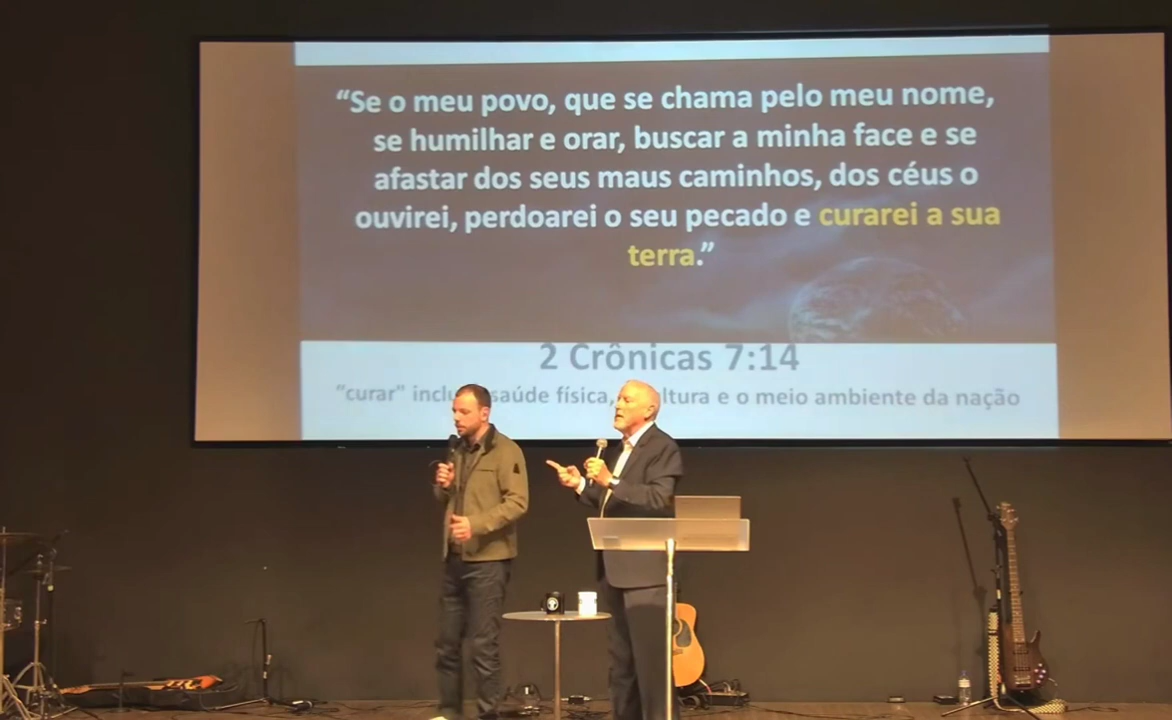 “Se o meu povo, que se chama pelo meu nome,
se humilhar e orar, buscar a minha face e se
afastar dos seus maus caminhos, dos céus o
ouvirei, perdoarei o seu pecado e curarei a sua
terra.”
2 Crônicas 7:14
“curar” saúde física, e o meio ambiente da nação